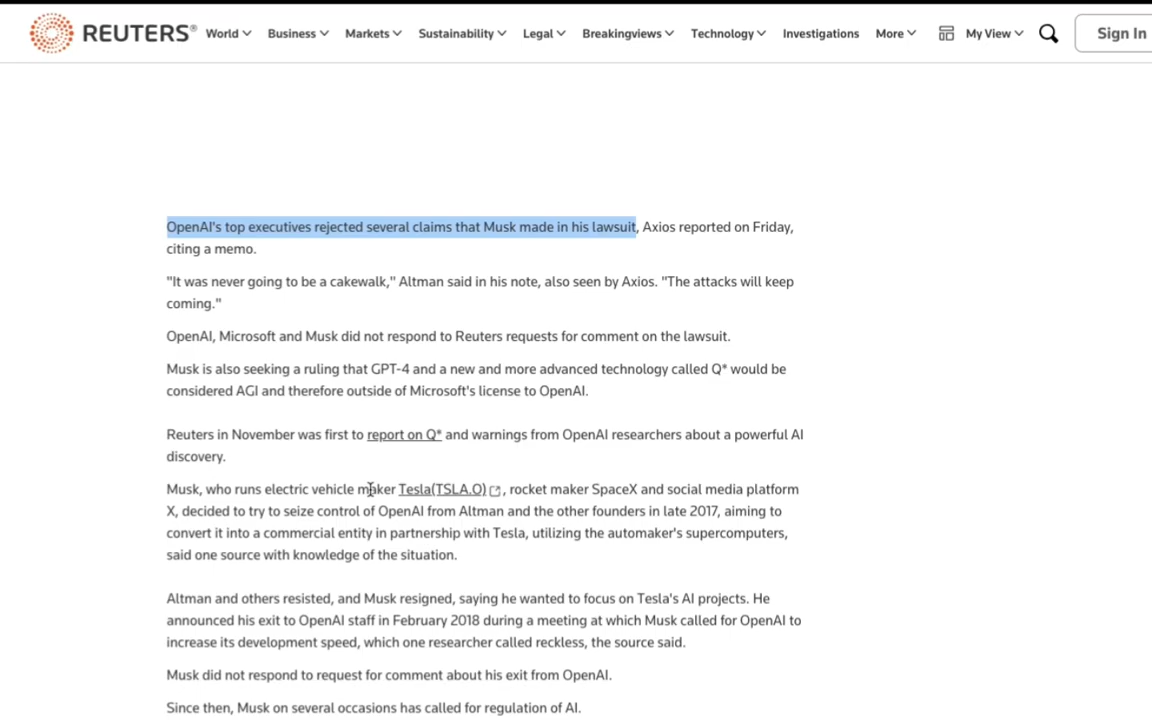 REUTERS® World Business Markets Sustainability Legal Breakingviews Technology Investigations More My View Sign In
OpenAI's top executives rejected several claims that Musk made in his lawsuit, Axios reported on Friday,
citing a memo.
"It was never going to be a cakewalk," Altman said in his note, also seen by Axios. "The attacks will keep
coming."
OpenAI, Microsoft and Musk did not respond to Reuters requests for comment on the lawsuit.
Musk is also seeking a ruling that GPT-4 and a new and more advanced technology called Q* would be
considered AGI and therefore outside of Microsoft's license to OpenAI.
Reuters in November was first to report on Q* and warnings from OpenAI researchers about a powerful AI
discovery.
Musk, who runs electric vehicle maker Tesla(TSLA.O) , rocket maker SpaceX and social media platform
X, decided to try to seize control of OpenAI from Altman and the other founders in late 2017, aiming to
convert it into a commercial entity in partnership with Tesla, utilizing the automaker's supercomputers,
said one source with knowledge of the situation.
Altman and others resisted, and Musk resigned, saying he wanted to focus on Tesla's AI projects. He
announced his exit to OpenAI staff in February 2018 during a meeting at which Musk called for OpenAI to
increase its development speed, which one researcher called reckless, the source said.
Musk did not respond to request for comment about his exit from OpenAI.
Since then, Musk on several occasions has called for regulation of AI.